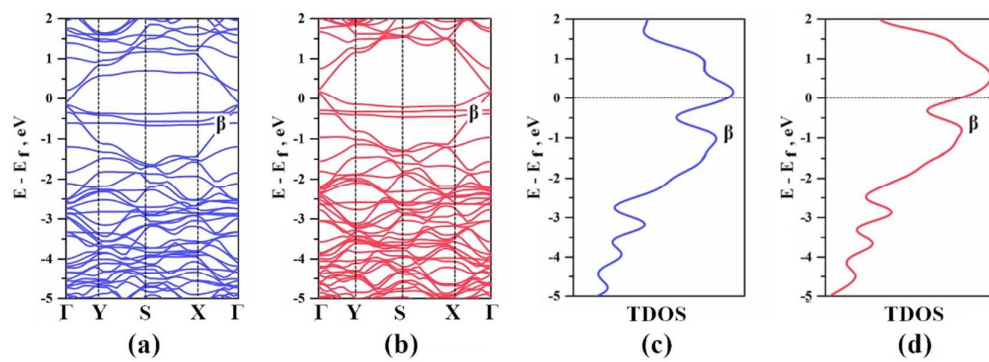 2
1
0
-1
-2
-3
-4
-5
E - E_f , eV
β
Γ Y S X Γ
(a)
2
1
0
-1
-2
-3
-4
-5
E - E_f , eV
β
Γ Y S X Γ
(b)
2
1
0
-1
-2
-3
-4
-5
E - E_f , eV
β
TDOS
(c)
2
1
0
-1
-2
-3
-4
-5
E - E_f , eV
β
TDOS
(d)